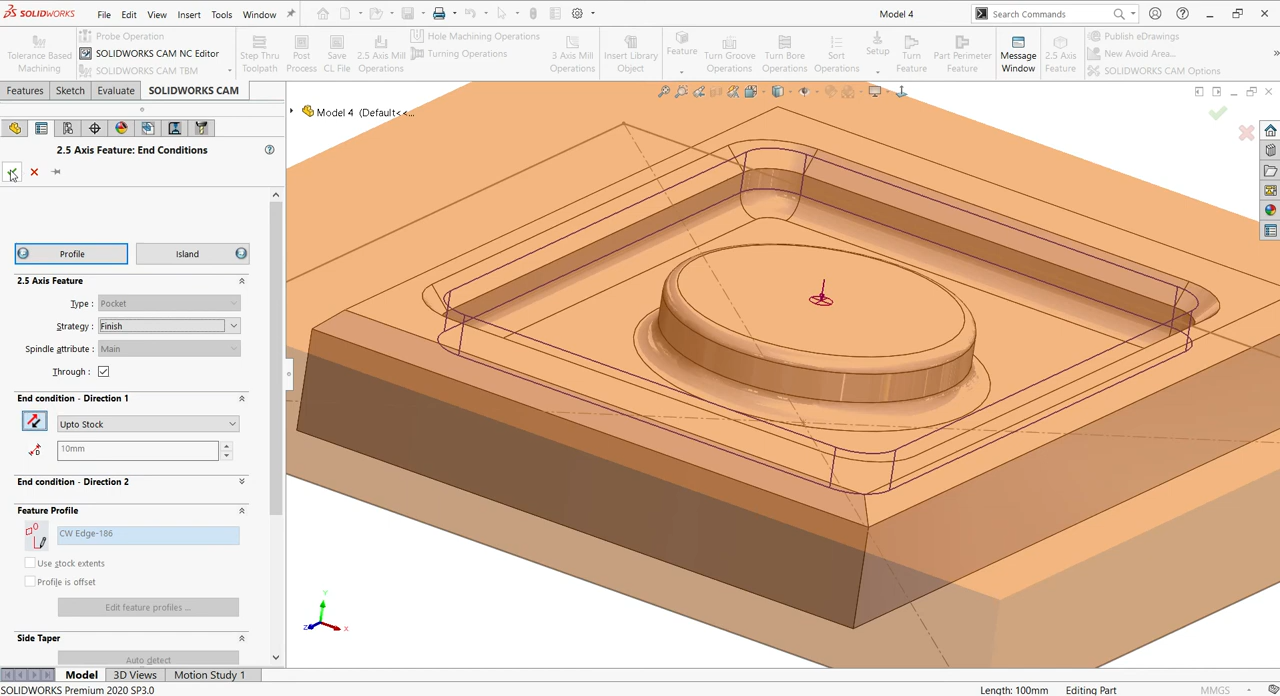 SOLIDWORKS File Edit View Insert Tools Window Model 4 Search Commands
Tolerance Based Machining
Probe Operation
SOLIDWORKS CAM NC Editor
SOLIDWORKS CAM TBM
Step Thru Toolpath
Post Process
Save CL File
2.5 Axis Mill Operations
Hole Machining Operations
Turning Operations
3 Axis Mill Operations
Insert Library Object
Feature
Turn Groove Operations
Turn Bore Operations
Sort Operations
Setup
Turn Feature
Part Perimeter Feature
Message Window
2.5 Axis Feature
Publish eDrawings
New Avoid Area...
SOLIDWORKS CAM Options
Features Sketch Evaluate SOLIDWORKS CAM
Model 4 (Default<<...
2.5 Axis Feature: End Conditions
Profile Island
2.5 Axis Feature
Type : Pocket
Strategy : Finish
Spindle attribute : Main
Through :
End condition - Direction 1
Upto Stock
10mm
End condition - Direction 2
Feature Profile
CW Edge-186
Use stock extents
Profile is offset
Edit feature profiles ...
Side Taper
Auto detect
Y
Z X
Model 3D Views Motion Study 1
SOLIDWORKS Premium 2020 SP3.0 Length: 100mm Editing Part MMGS